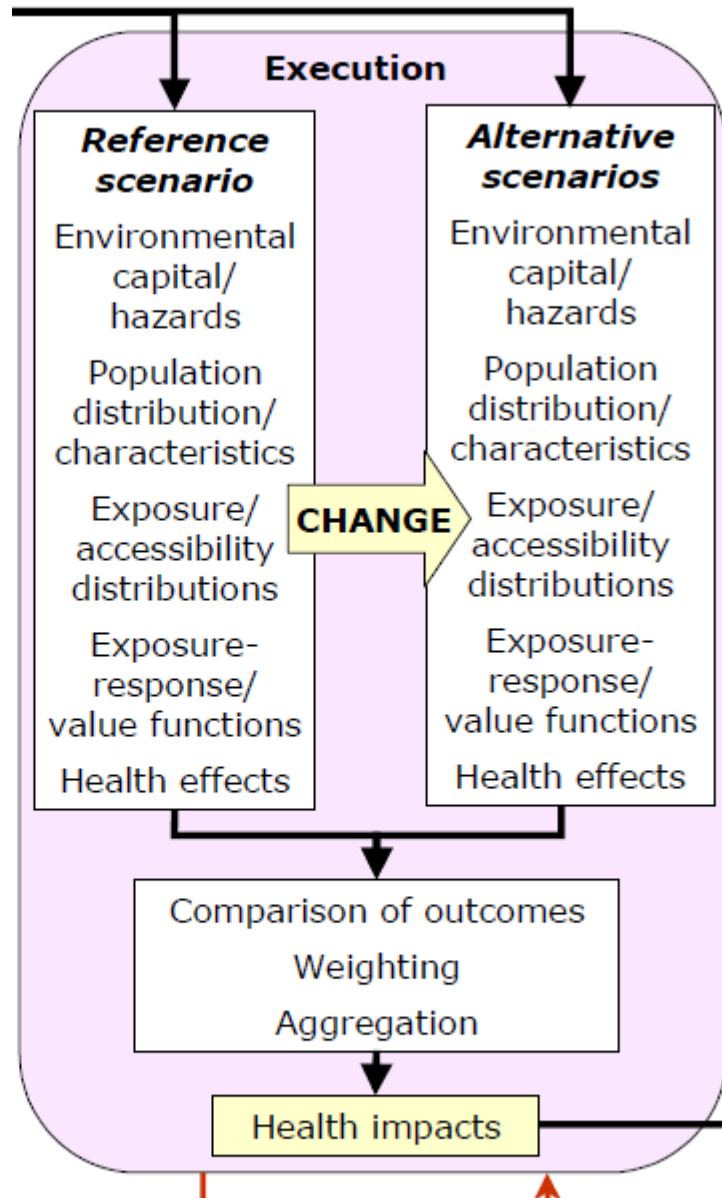 Execution
Reference
scenario
Environmental
capital/
hazards
Population
distribution/
characteristics
Exposure/
accessibility
distributions
Exposure-
response/
value functions
Health effects
CHANGE
Alternative
scenarios
Environmental
capital/
hazards
Population
distribution/
characteristics
Exposure/
accessibility
distributions
Exposure-
response/
value functions
Health effects
Comparison of outcomes
Weighting
Aggregation
Health impacts